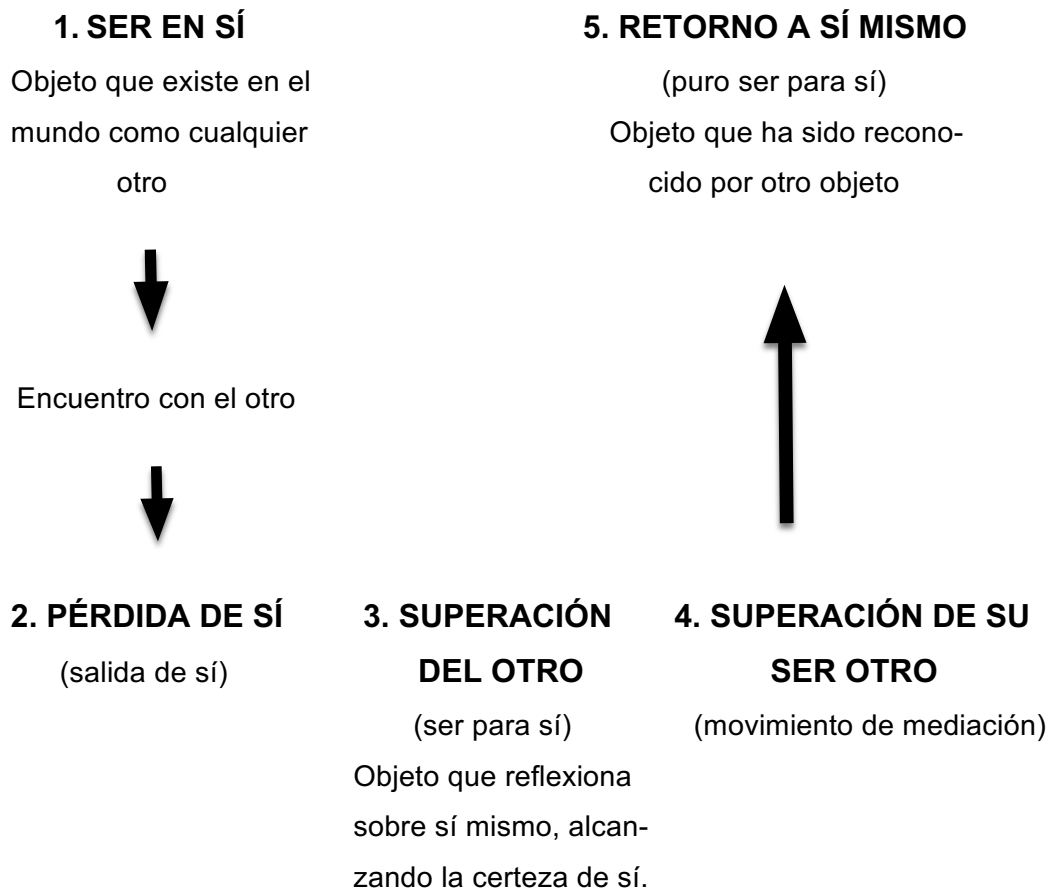 1. SER EN SÍ
Objeto que existe en el
mundo como cualquier
otro
Encuentro con el otro
2. PÉRDIDA DE SÍ
(salida de sí)
3. SUPERACIÓN
DEL OTRO
(ser para sí)
Objeto que reflexiona
sobre sí mismo, alcan-
zando la certeza de sí.
4. SUPERACIÓN DE SU
SER OTRO
(movimiento de mediación)
5. RETORNO A SÍ MISMO
(puro ser para sí)
Objeto que ha sido recono-
cido por otro objeto